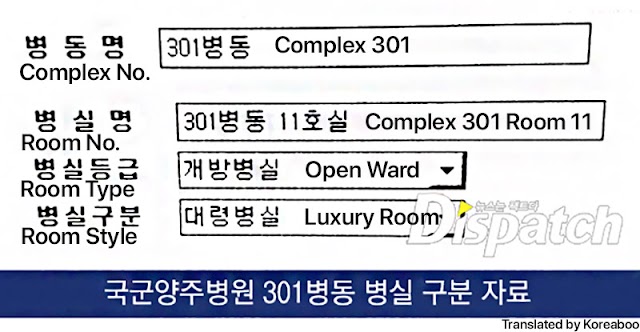 병동명 301병동 Complex 301
Complex No.
병실명 301병동 11호실 Complex 301 Room 11
Room No.
병실등급 개방병실 Open Ward
Room Type
병실구분 대령병실 Luxury Room
Room Style
뉴스는 팩트다
Dispatch
국군양주병원 301병동 병실 구분 자료
Translated by Koreaboo